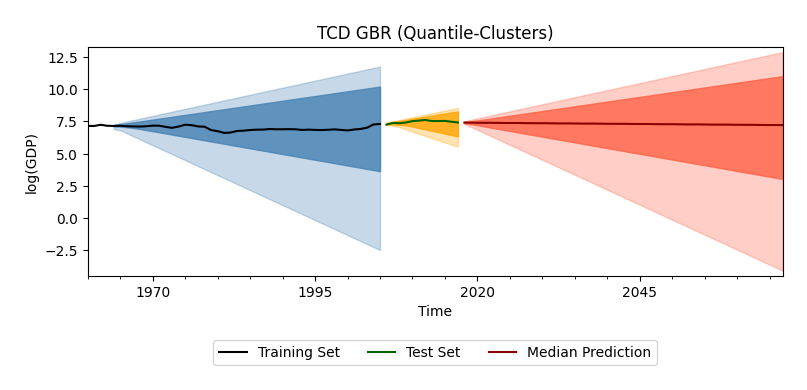 TCD GBR (Quantile-Clusters)
12.5
10.0
7.5
5.0
2.5
0.0
−2.5
log(GDP)
1970 1995 2020 2045
Time
Training Set Test Set Median Prediction